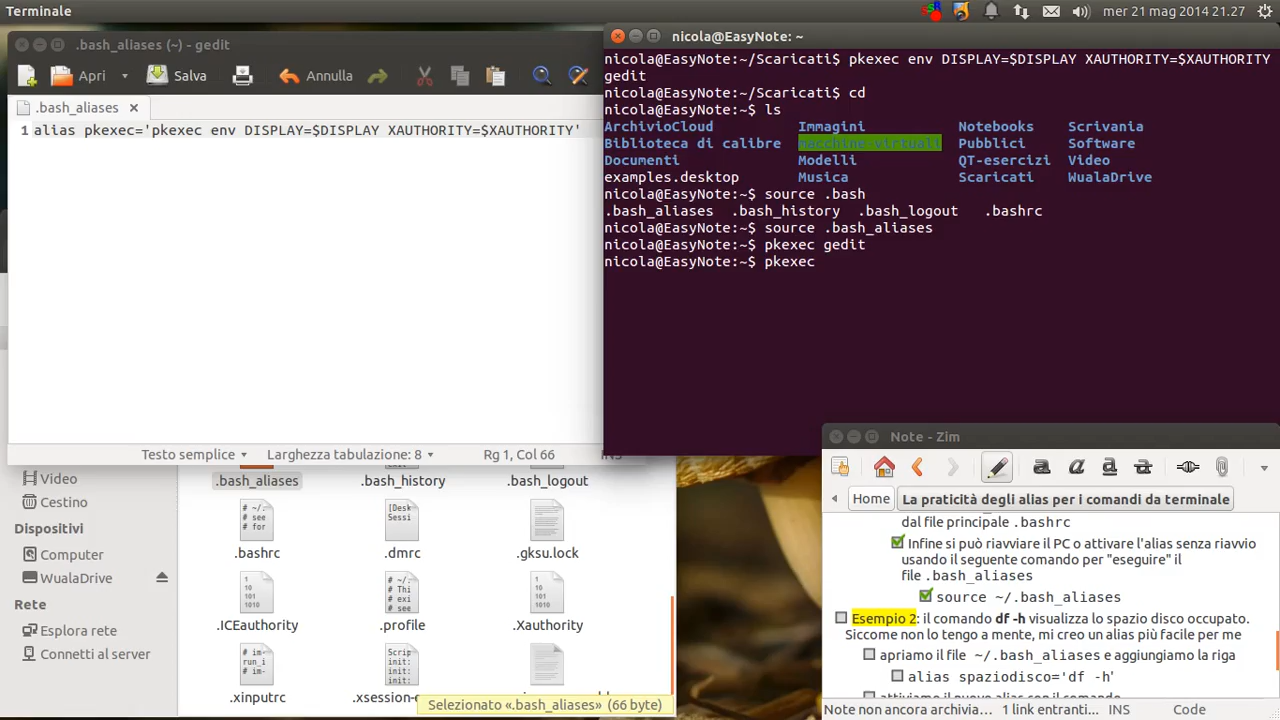 Terminale
mer 21 mag 2014 21.27
.bash_aliases (~) - gedit
Apri
Salva
Annulla
.bash_aliases
1 alias pkexec='pkexec env DISPLAY=$DISPLAY XAUTHORITY=$XAUTHORITY'
Testo semplice
Larghezza tabulazione: 8
Rg 1, Col 66
nicola@EasyNote: ~
nicola@EasyNote:~/Scaricati$ pkexec env DISPLAY=$DISPLAY XAUTHORITY=$XAUTHORITY
gedit
nicola@EasyNote:~/Scaricati$ cd
nicola@EasyNote:~$ ls
ArchivioCloud Immagini Notebooks Scrivania
Biblioteca di calibre macchine virtuali Pubblici Software
Documenti Modelli QT-esercizi Video
examples.desktop Musica Scaricati WualaDrive
nicola@EasyNote:~$ source .bash
.bash_aliases .bash_history .bash_logout .bashrc
nicola@EasyNote:~$ source .bash_aliases
nicola@EasyNote:~$ pkexec gedit
nicola@EasyNote:~$ pkexec
Video
Cestino
Dispositivi
Computer
WualaDrive
Rete
Esplora rete
Connetti al server
.bash_aliases .bash_history .bash_logout
.bashrc .dmrc .gksu.lock
.ICEauthority .profile .Xauthority
.xinputrc
Selezionato «.bash_aliases» (66 byte)
Note - Zim
Home La praticità degli alias per i comandi da terminale
dal file principale .bashrc
Infine si può riavviare il PC o attivare l'alias senza riavvio
usando il seguente comando per "eseguire" il
file .bash_aliases
source ~/.bash_aliases
Esempio 2: il comando df -h visualizza lo spazio disco occupato.
Siccome non lo tengo a mente, mi creo un alias più facile per me
apriamo il file ~/.bash_aliases e aggiungiamo la riga
alias spaziodisco='df -h'
attiviamo il nuovo alias con il comando
Note non ancora archivia... 1 link entranti... INS Code